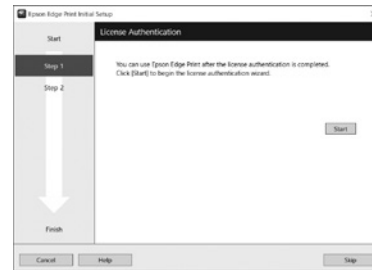 Epson Edge Print Initial Setup
Start
License Authentication
Step 1
You can use Epson Edge Print after the license authentication is completed.
Click [Start] to begin the license authentication wizard.
Step 2
Start
Finish
Cancel
Help
Skip